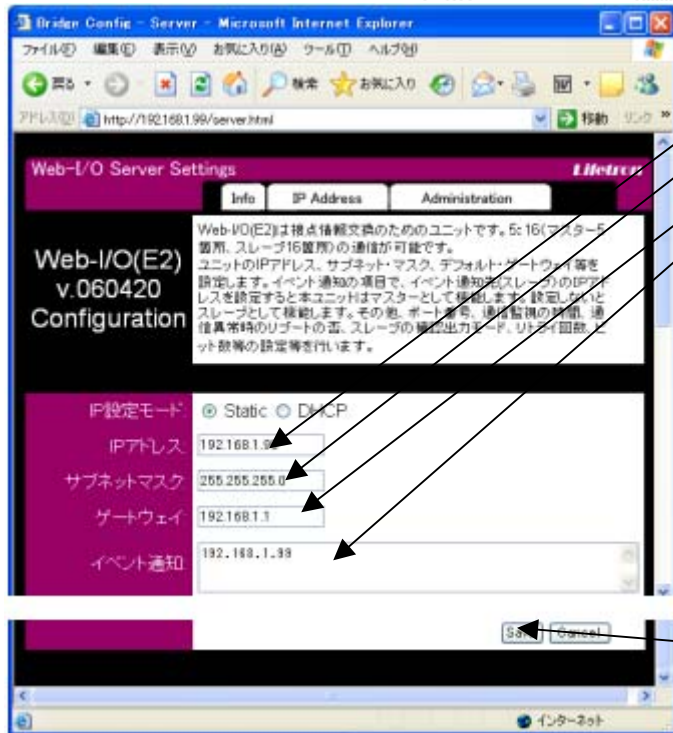 Bridge Config - Server - Microsoft Internet Explorer
ファイル(F) 編集(E) 表示(V) お気に入り(A) ツール(T) ヘルプ(H)
戻る 検索 お気に入り
アドレス(D) http://192.168.1.99/server.html 移動 リンク
Web-I/O Server Settings Lifetron
Info IP Address Administration
Web-I/O(E2)
v.060420
Configuration
Web-I/O(E2)は接点情報交換のためのユニットです。5:16(マスター5
箇所、スレーブ16箇所)の通信が可能です。
ユニットのIPアドレス、サブネット・マスク、デフォルト・ゲートウェイ等を
設定します。イベント通知の項目で、イベント通知先(スレーブ)のIPアド
レスを設定すると本ユニットはマスターとして機能します。設定しないと
スレーブとして機能します。その他、ポート番号、通信監視の時間、通
信異常時のリブートの否、スレーブの出力モード、リトライ回数、ビ
ット数等の設定等を行います。
IP設定モード: Static DHCP
IPアドレス: 192.168.1.
サブネットマスク: 255.255.255.0
ゲートウェイ: 192.168.1.1
イベント通知: 192.168.1.99
Cancel
インターネット